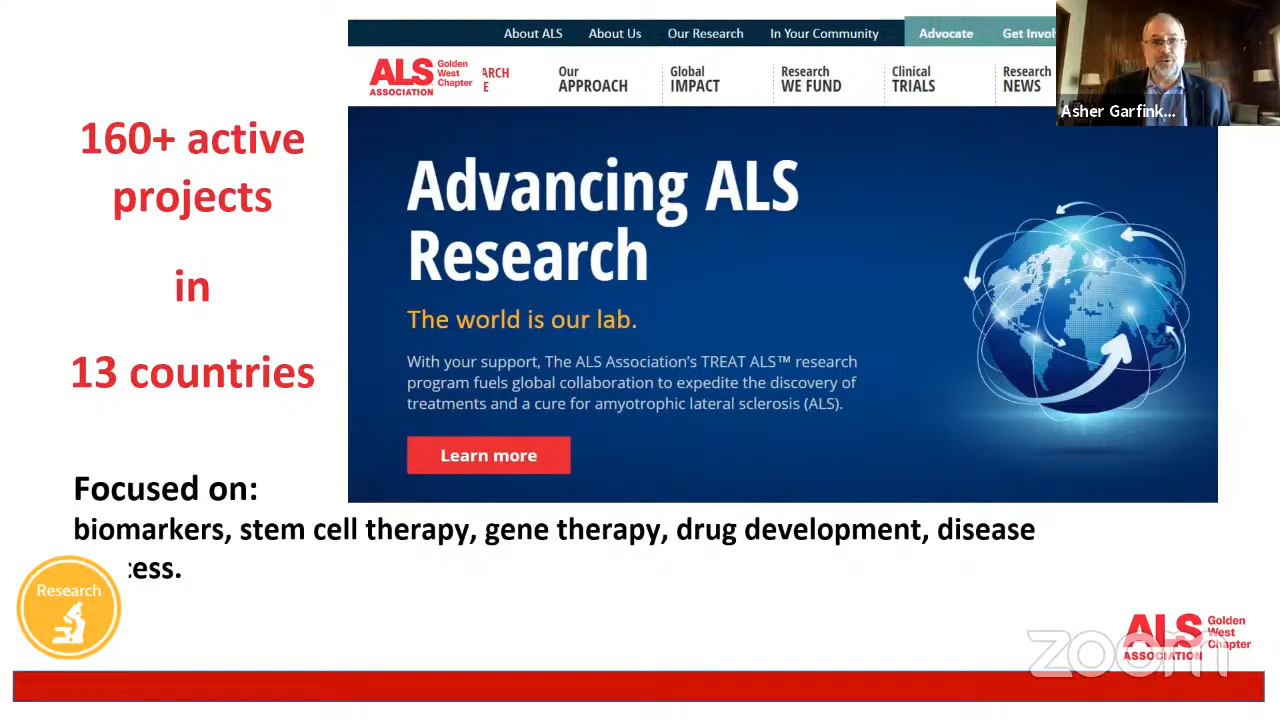 About ALS About Us Our Research In Your Community Advocate Get Invol
ALS Golden West Chapter ASSOCIATION
ARCH
E
Our APPROACH
Global IMPACT
Research WE FUND
Clinical TRIALS
Research NEWS
Asher Garfink...
160+ active
projects
in
13 countries
Advancing ALS
Research
The world is our lab.
With your support, The ALS Association's TREAT ALS™ research
program fuels global collaboration to expedite the discovery of
treatments and a cure for amyotrophic lateral sclerosis (ALS).
Learn more
Focused on:
biomarkers, stem cell therapy, gene therapy, drug development, disease
cess.
Research
ALS Golden West Chapter ASSOCIATION
zoom